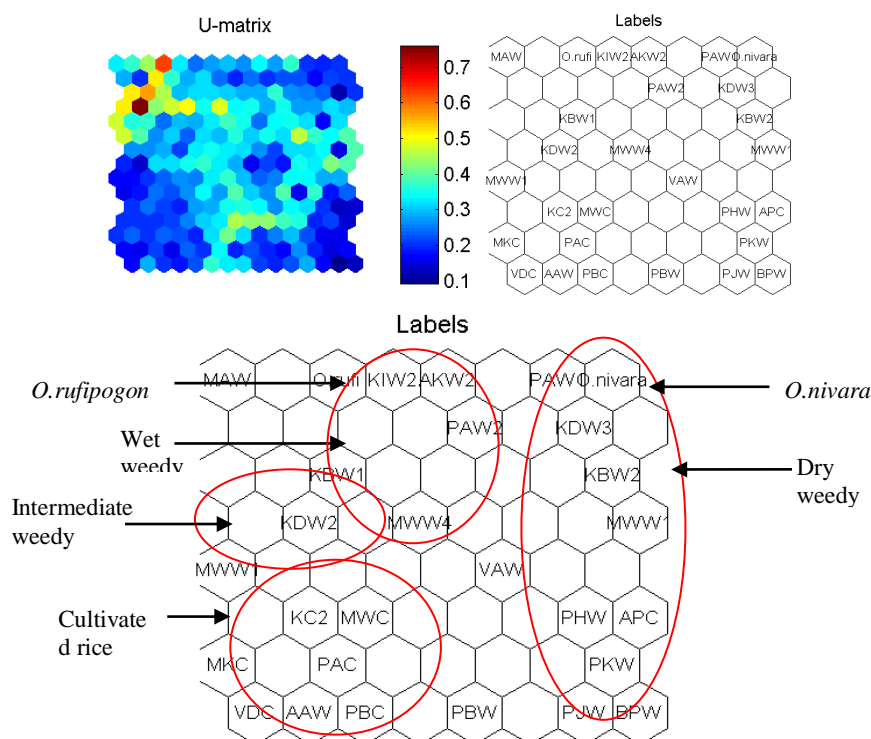 U-matrix
0.7
0.6
0.5
0.4
0.3
0.2
0.1
Labels
MAW O.rufi KIW2 AKW2 PAW O.nivara
PAW2 KDW3
KBW1 KBW2
KDW2 MWW4 MWW1
MWW1 VAW
KC2 MWC PHW APC
MKC PAC PKW
VDC AAW PBC PBW PJW BPW
Labels
MAW O.rufi KIW2 AKW2 PAW O.nivara
PAW2 KDW3
KBW1 KBW2
KDW2 MWW4 MWW1
MWW1 VAW
KC2 MWC PHW APC
MKC PAC PKW
VDC AAW PBC PBW PJW BPW
O.rufipogon
Wet
weedy
Intermediate
weedy
Cultivate
d rice
O.nivara
Dry
weedy